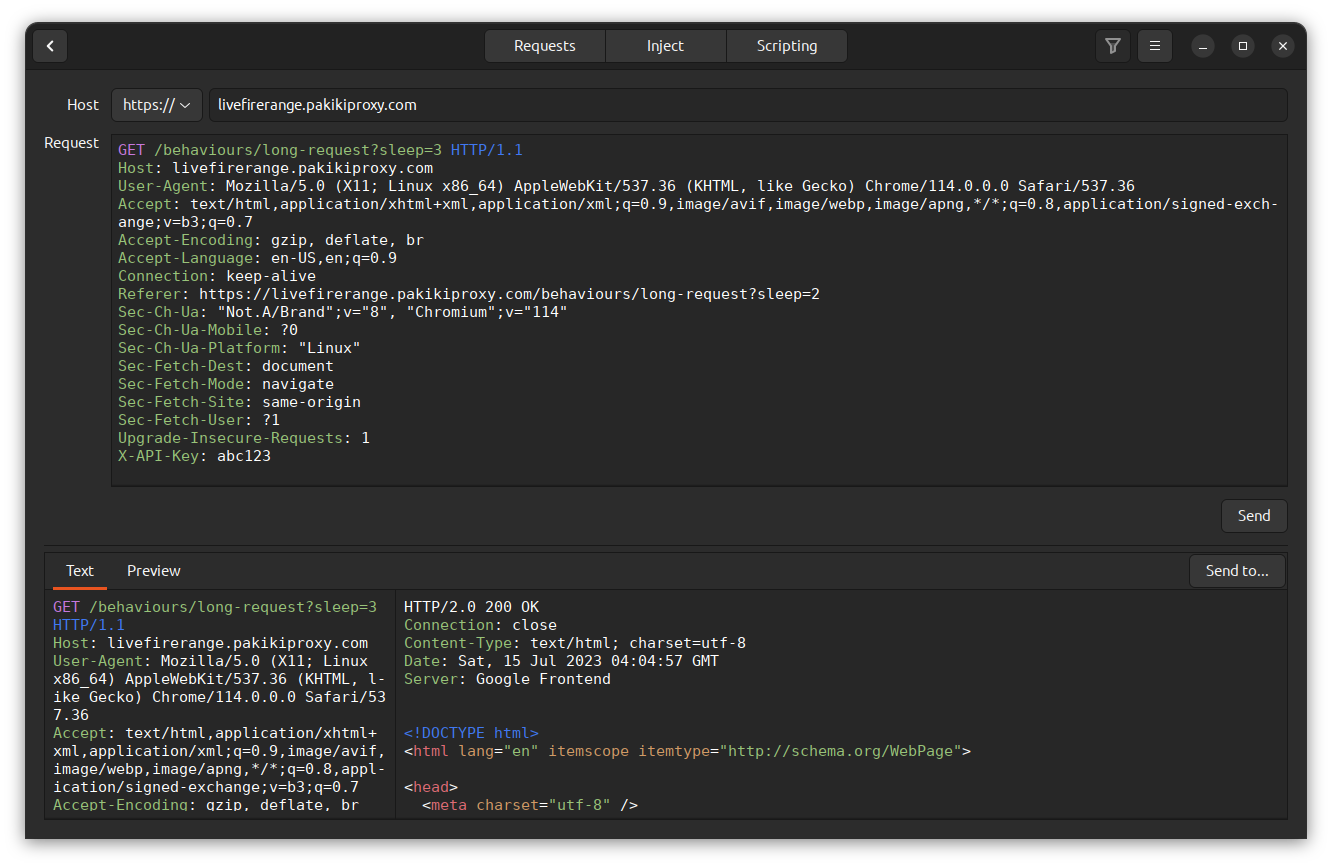 Requests Inject Scripting
Host https:// livefirerange.pakikiproxy.com
Request
GET /behaviours/long-request?sleep=3 HTTP/1.1
Host: livefirerange.pakikiproxy.com
User-Agent: Mozilla/5.0 (X11; Linux x86_64) AppleWebKit/537.36 (KHTML, like Gecko) Chrome/114.0.0.0 Safari/537.36
Accept: text/html,application/xhtml+xml,application/xml;q=0.9,image/avif,image/webp,image/apng,*/*;q=0.8,application/signed-exch-
ange;v=b3;q=0.7
Accept-Encoding: gzip, deflate, br
Accept-Language: en-US,en;q=0.9
Connection: keep-alive
Referer: https://livefirerange.pakikiproxy.com/behaviours/long-request?sleep=2
Sec-Ch-Ua: "Not.A/Brand";v="8", "Chromium";v="114"
Sec-Ch-Ua-Mobile: ?0
Sec-Ch-Ua-Platform: "Linux"
Sec-Fetch-Dest: document
Sec-Fetch-Mode: navigate
Sec-Fetch-Site: same-origin
Sec-Fetch-User: ?1
Upgrade-Insecure-Requests: 1
X-API-Key: abc123
Send
Text Preview Send to...
GET /behaviours/long-request?sleep=3
HTTP/1.1
Host: livefirerange.pakikiproxy.com
User-Agent: Mozilla/5.0 (X11; Linux
x86_64) AppleWebKit/537.36 (KHTML, l-
ike Gecko) Chrome/114.0.0.0 Safari/53
7.36
Accept: text/html,application/xhtml+
xml,application/xml;q=0.9,image/avif,
image/webp,image/apng,*/*;q=0.8,appl-
ication/signed-exchange;v=b3;q=0.7
Accept-Encoding: gzip, deflate, br
HTTP/2.0 200 OK
Connection: close
Content-Type: text/html; charset=utf-8
Date: Sat, 15 Jul 2023 04:04:57 GMT
Server: Google Frontend
<!DOCTYPE html>
<html lang="en" itemscope itemtype="http://schema.org/WebPage">
<head>
<meta charset="utf-8" />